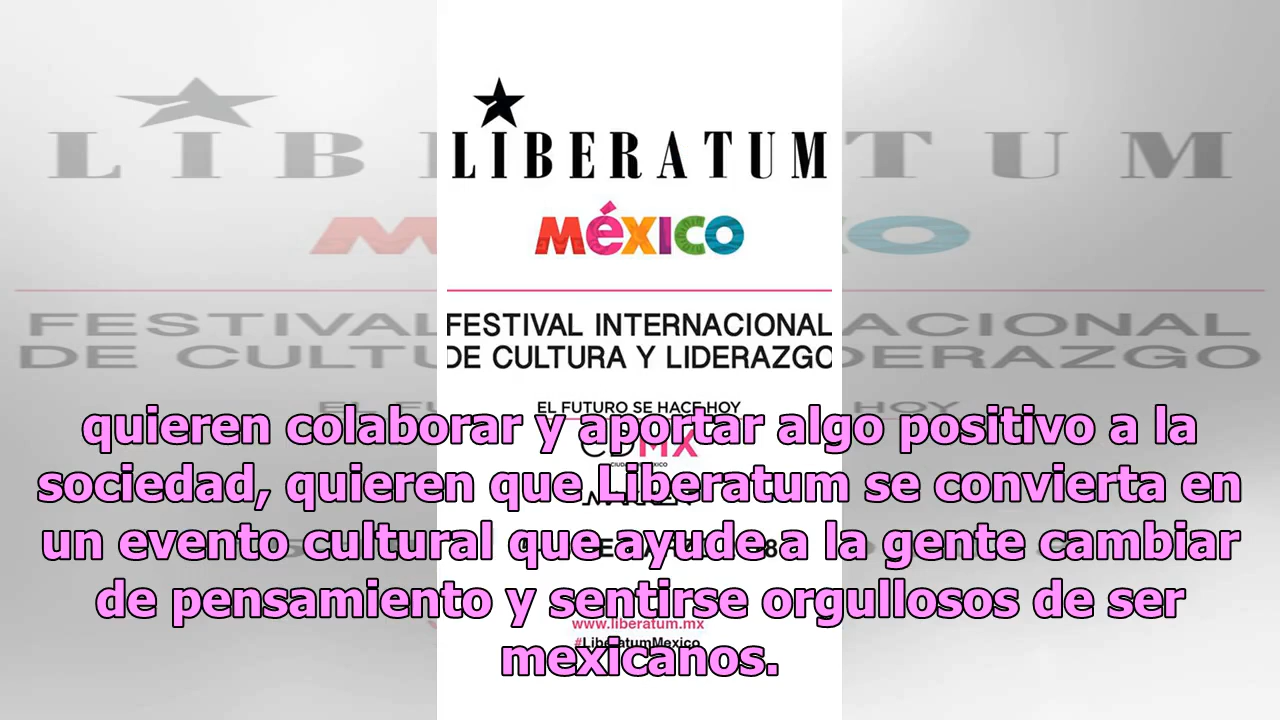 LIBERATUM
México
FESTIVAL INTERNACIONAL
DE CULTURA Y LIDERAZGO
EL FUTURO SE HACE HOY
CDMX
quieren colaborar y aportar algo positivo a la
sociedad, quieren que Liberatum se convierta en
un evento cultural que ayude a la gente cambiar
de pensamiento y sentirse orgullosos de ser
www.liberatum.mx
#LiberatumMexico
mexicanos.